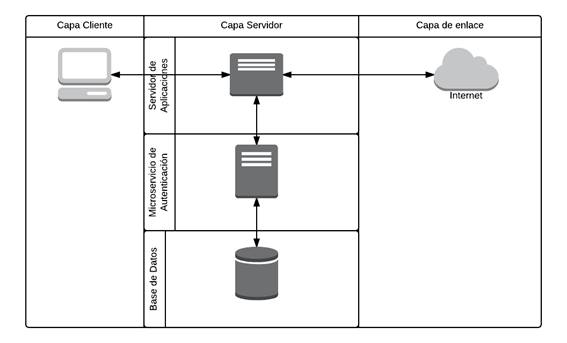 Capa Cliente
Capa Servidor
Capa de enlace
Servidor de
Aplicaciones
Internet
Microservicio de
Autenticación
Base de Datos